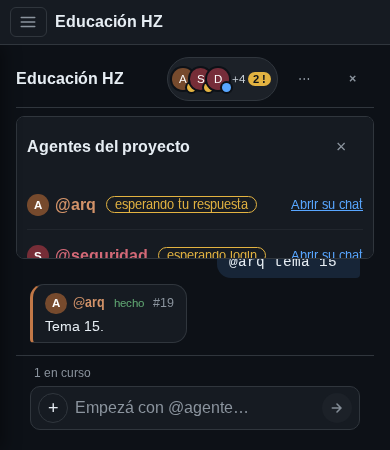 Educación HZ
Educación HZ
A S D +4 2 ! ... ×
Agentes del proyecto ×
A @arq esperando tu respuesta Abrir su chat
S @seguridad esperando login Abrir su chat
@arq tema 15
A @arq hecho #19
Tema 15.
1 en curso
+ Empezá con @agente… →